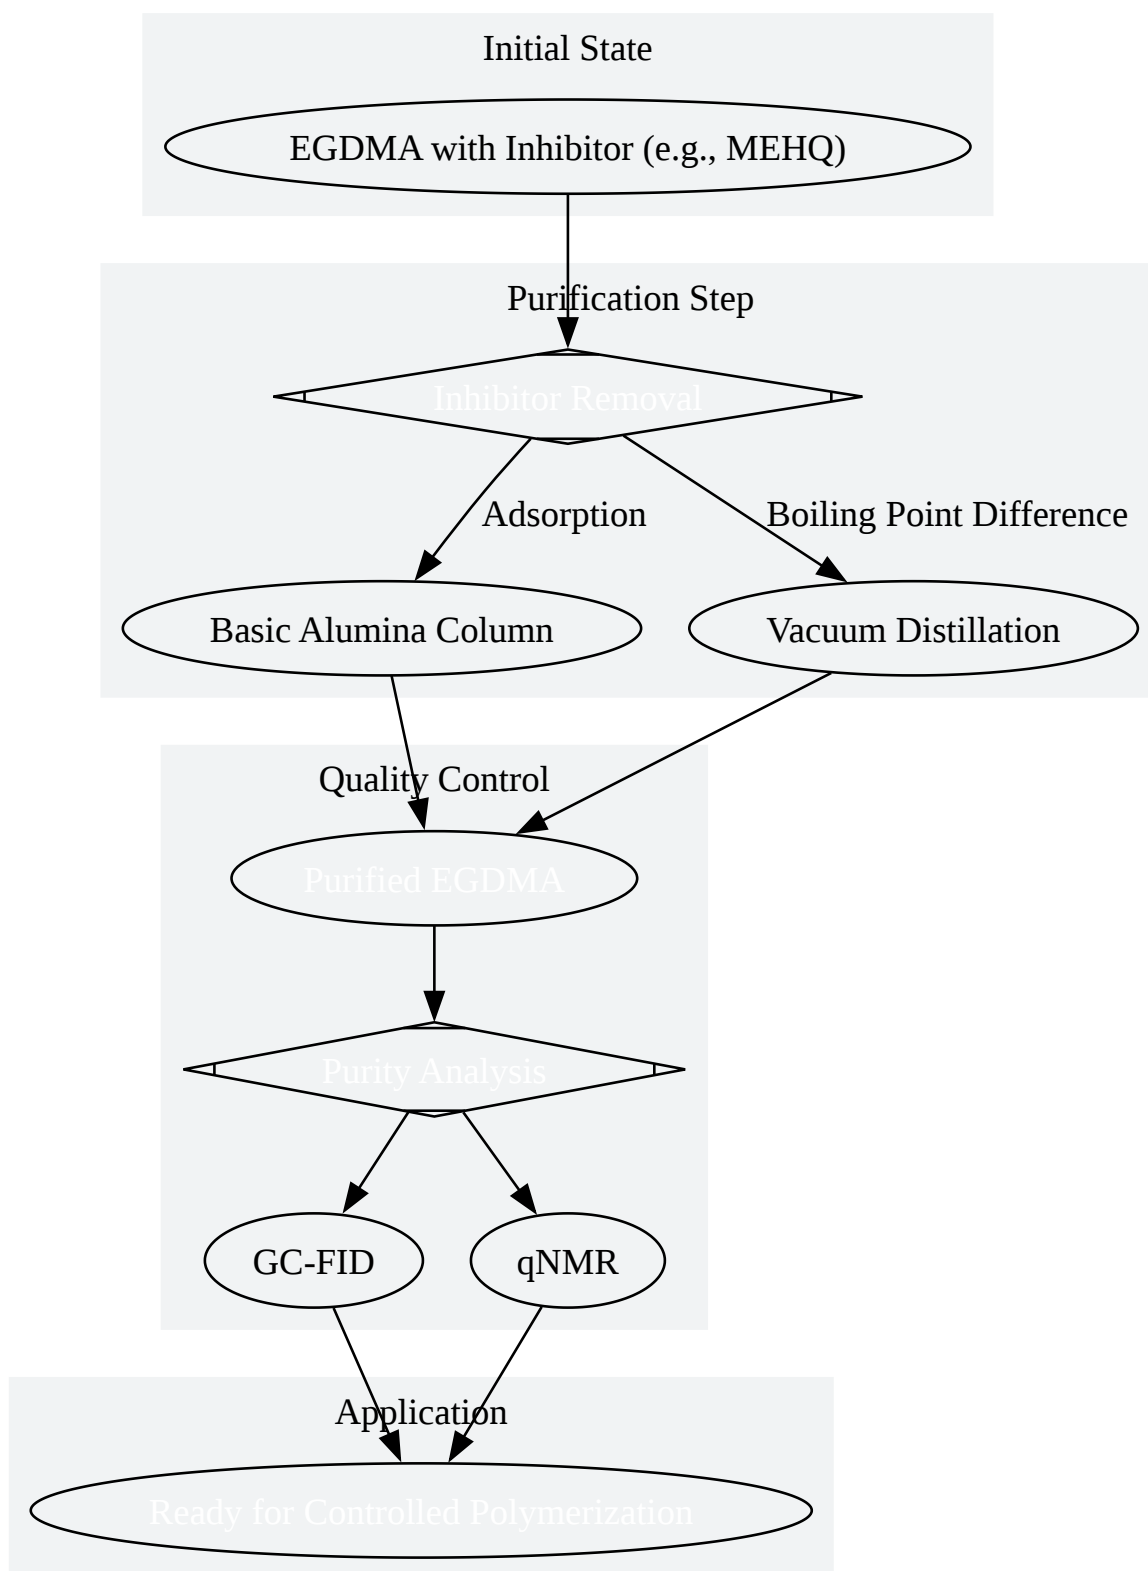 Initial State
EGDMA with Inhibitor (e.g., MEHQ)
Purification Step
Inhibitor Removal
Adsorption
Boiling Point Difference
Basic Alumina Column
Vacuum Distillation
Quality Control
Purified EGDMA
Purity Analysis
GC-FID
qNMR
Application
Ready for Controlled Polymerization